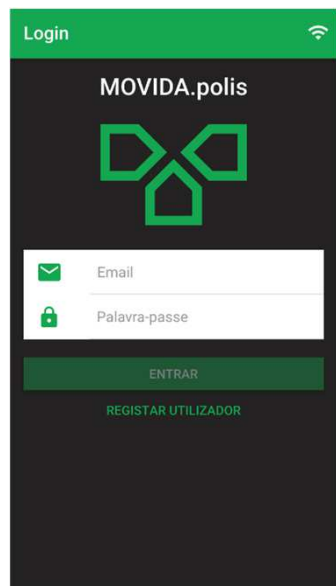 Login
MOVIDA.polis
Email
Palavra-passe
ENTRAR
REGISTAR UTILIZADOR